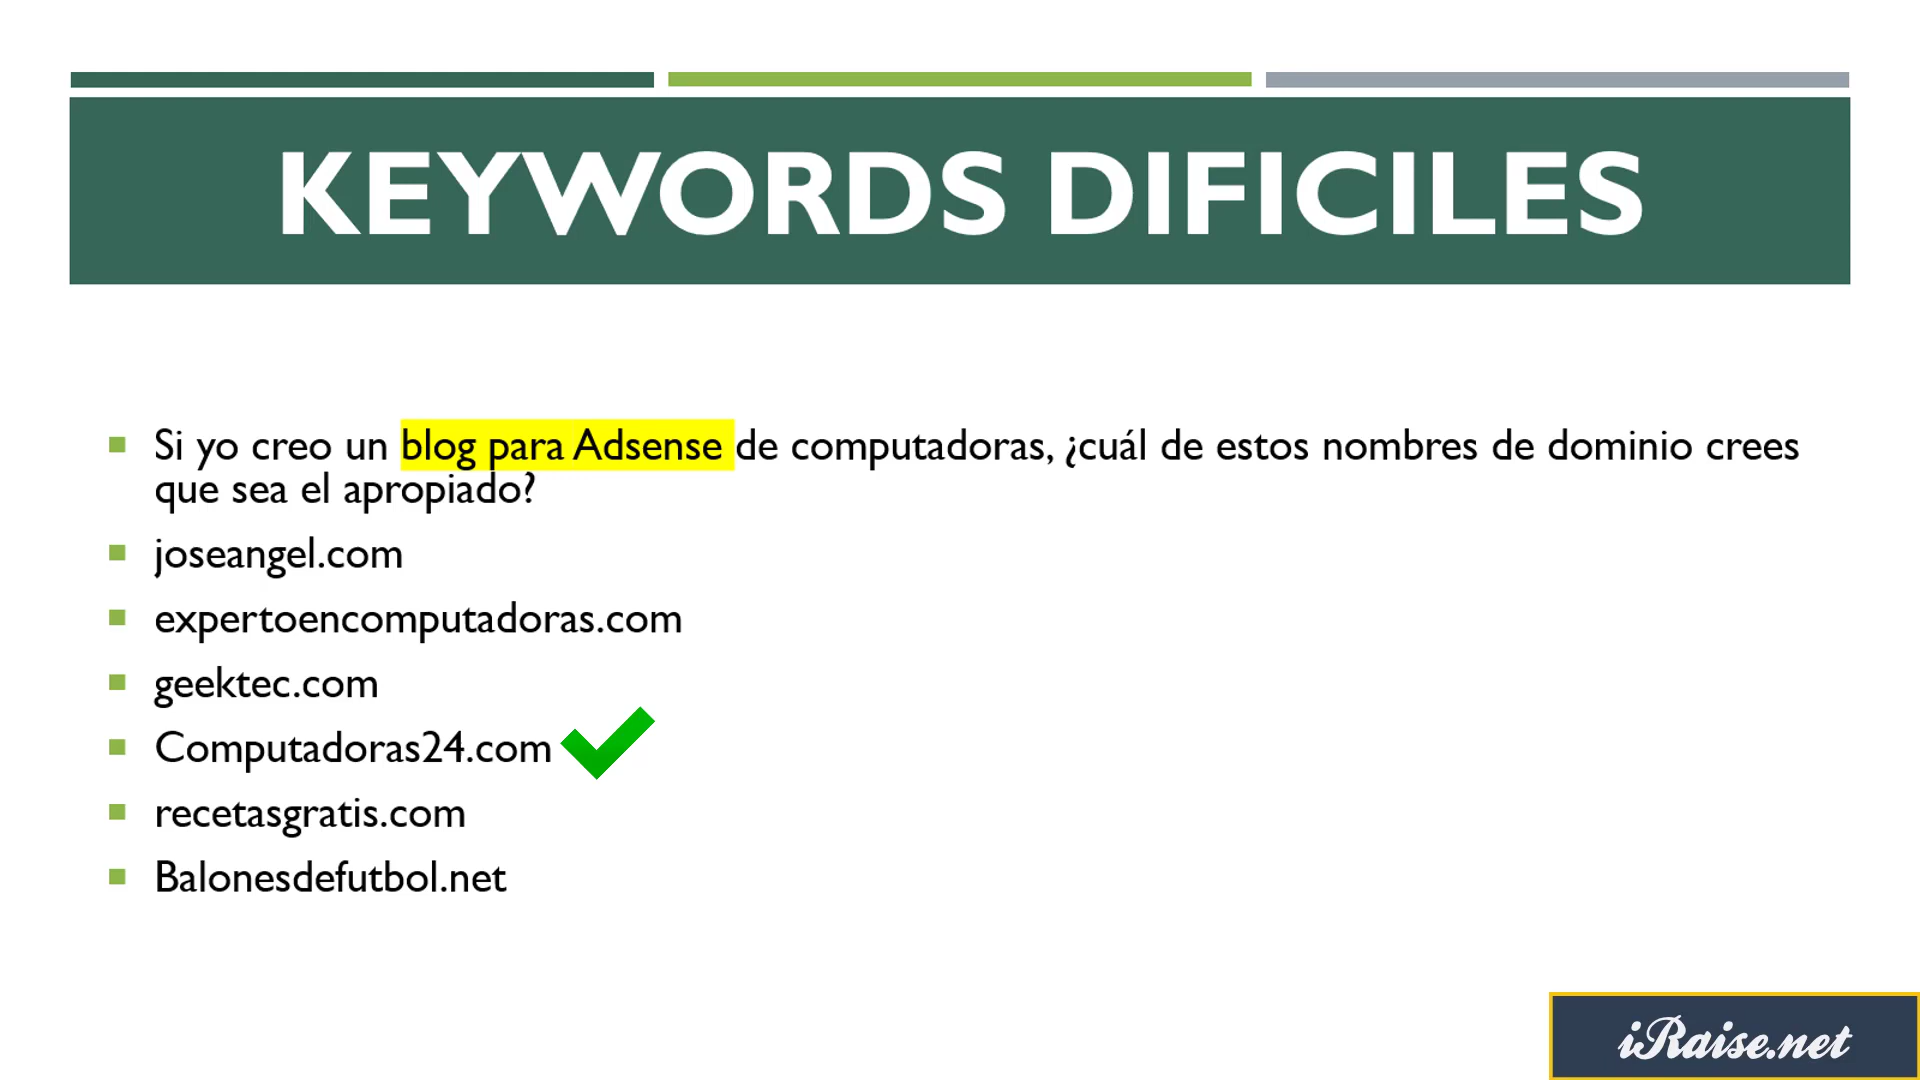 KEYWORDS DIFICILES
Si yo creo un blog para Adsense de computadoras, ¿cuál de estos nombres de dominio crees
que sea el apropiado?
joseangel.com
expertoencomputadoras.com
geektec.com
Computadoras24.com
recetasgratis.com
Balonesdefutbol.net
iRaise.net